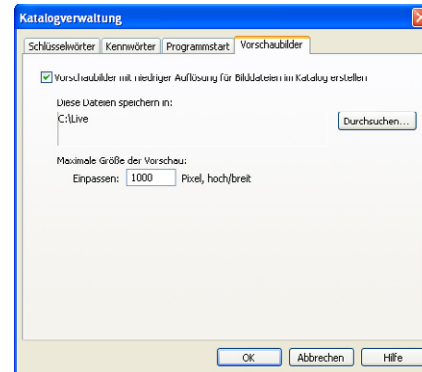 Katalogverwaltung
Schlüsselwörter Kennwörter Programmstart Vorschaubilder
Vorschaubilder mit niedriger Auflösung für Bilddateien im Katalog erstellen
Diese Dateien speichern in:
C:\Live
Durchsuchen...
Maximale Größe der Vorschau:
Einpassen: 1000 Pixel, hoch/breit
OK Abbrechen Hilfe